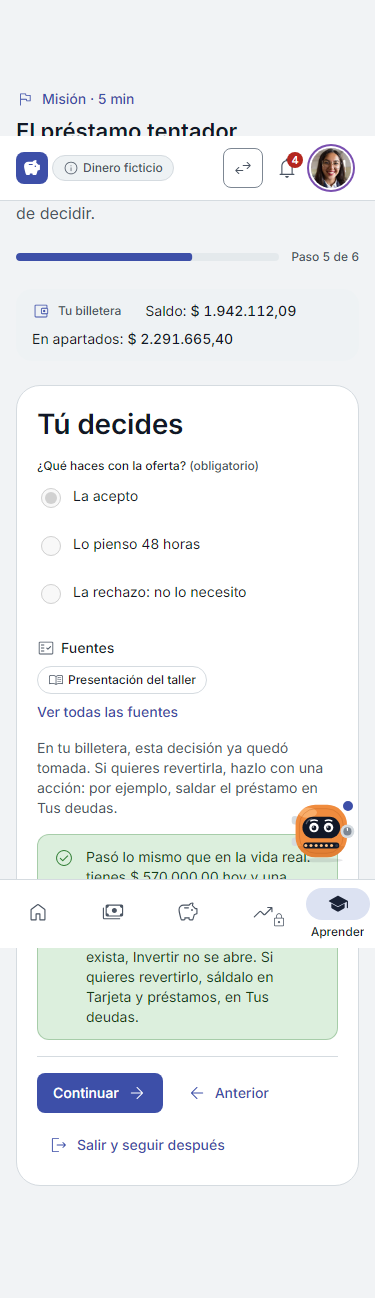 Misión · 5 min
El préstamo tentador
Dinero ficticio
4
de decidir.
Paso 5 de 6
Tu billetera
Saldo: $ 1.942.112,09
En apartados: $ 2.291.665,40
Tú decides
¿Qué haces con la oferta? (obligatorio)
La acepto
Lo pienso 48 horas
La rechazo: no lo necesito
Fuentes
Presentación del taller
Ver todas las fuentes
En tu billetera, esta decisión ya quedó
tomada. Si quieres revertirla, hazlo con una
acción: por ejemplo, saldar el préstamo en
Tus deudas.
Pasó lo mismo que en la vida real:
tienes $ 570.000,00 hoy y una
Aprender
exista, Invertir no se abre. Si
quieres revertirlo, sáldalo en
Tarjeta y préstamos, en Tus
deudas.
Continuar
Anterior
Salir y seguir después